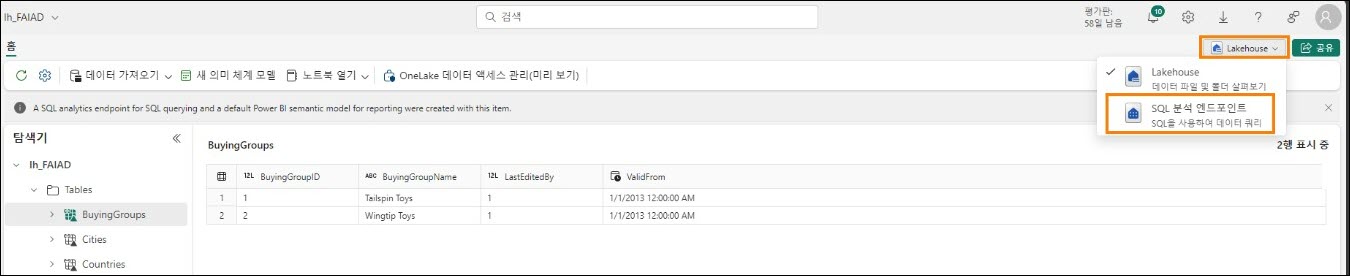 lh_FAIAD
검색
평가판:
58일 남음
10
홈
Lakehouse
공유
데이터 가져오기
새 의미 체계 모델
노트북 열기
OneLake 데이터 액세스 관리(미리 보기)
Lakehouse
데이터 파일 및 폴더 살펴보기
SQL 분석 엔드포인트
SQL을 사용하여 데이터 쿼리
A SQL analytics endpoint for SQL querying and a default Power BI semantic model for reporting were created with this item.
탐색기
lh_FAIAD
Tables
BuyingGroups
Cities
Countries
BuyingGroups
2행 표시 중
12L BuyingGroupID ABC BuyingGroupName 12L LastEditedBy ValidFrom
1 1 Tailspin Toys 1 1/1/2013 12:00:00 AM
2 2 Wingtip Toys 1 1/1/2013 12:00:00 AM